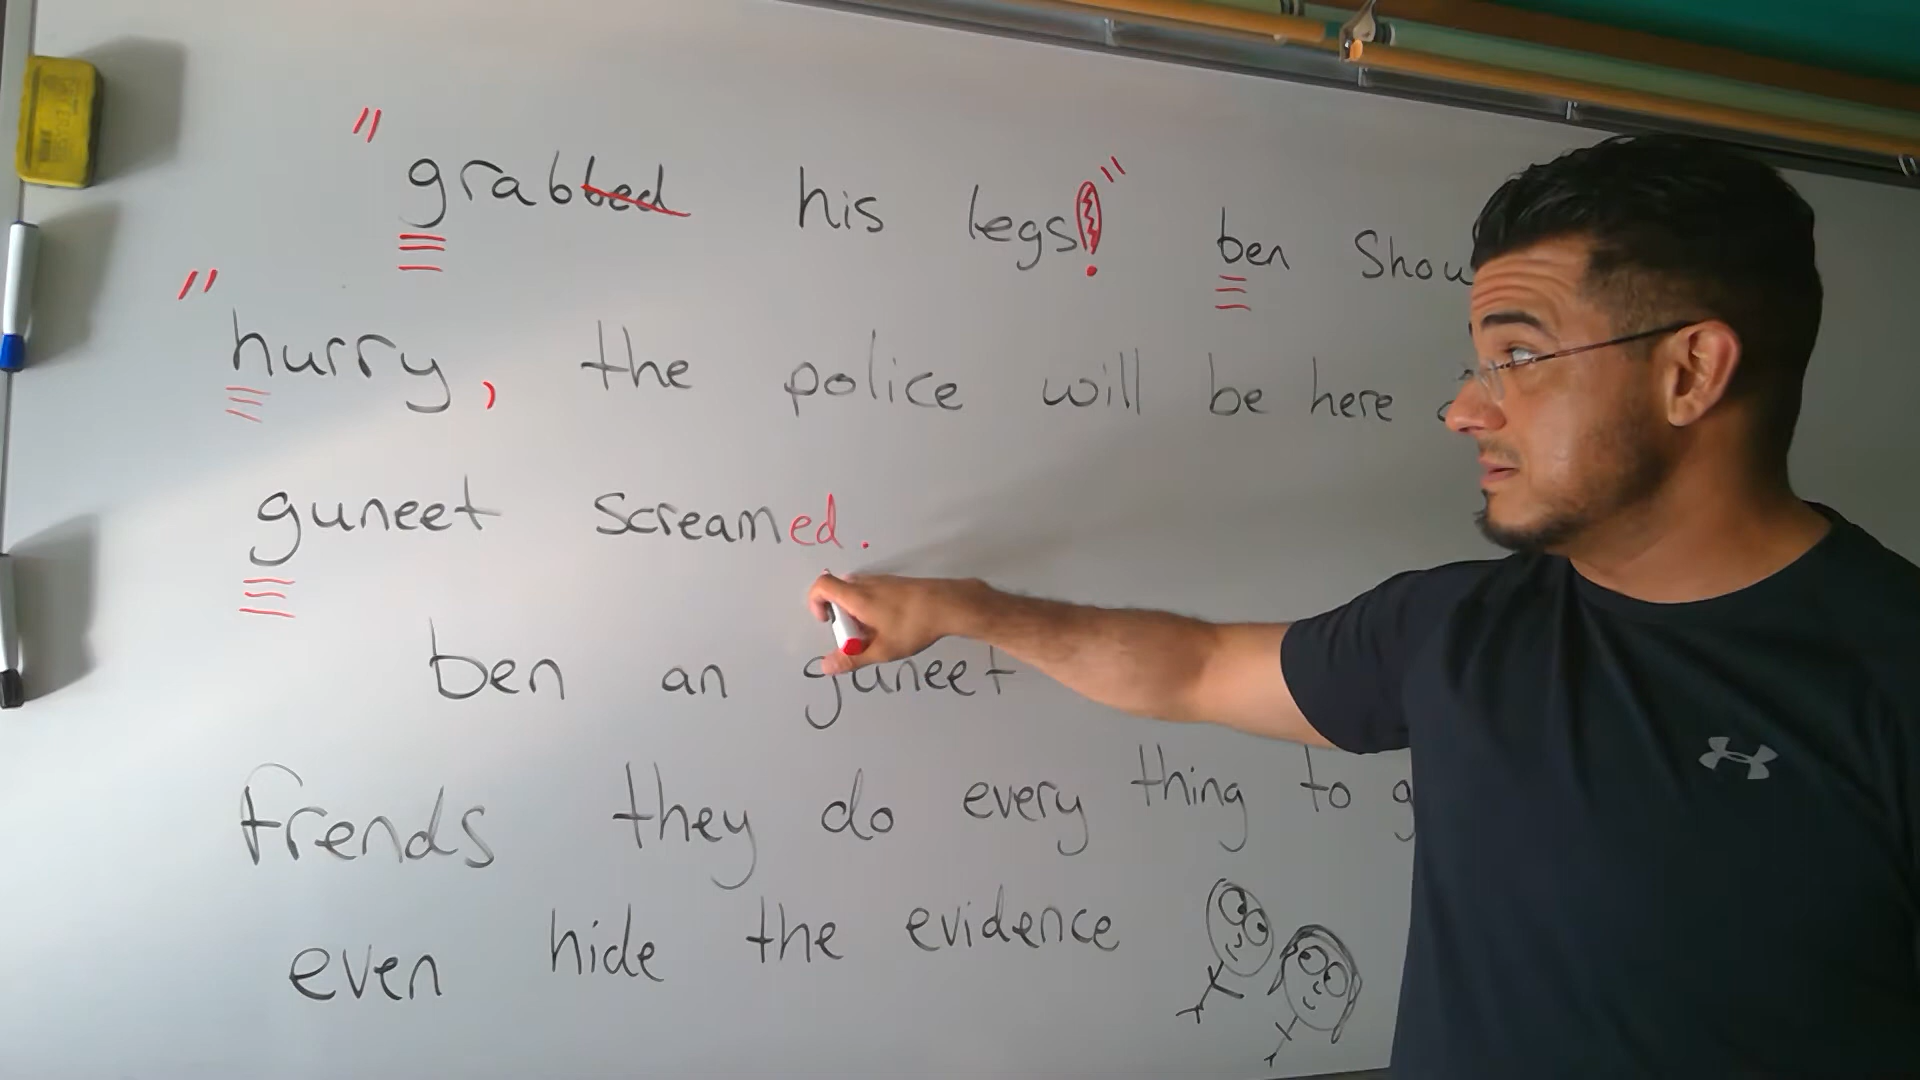 "grabbed his legs!" ben Shou
"hurry, the police will be here
guneet screamed.
ben an guneet
frends they do every thing to g
even hide the evidence